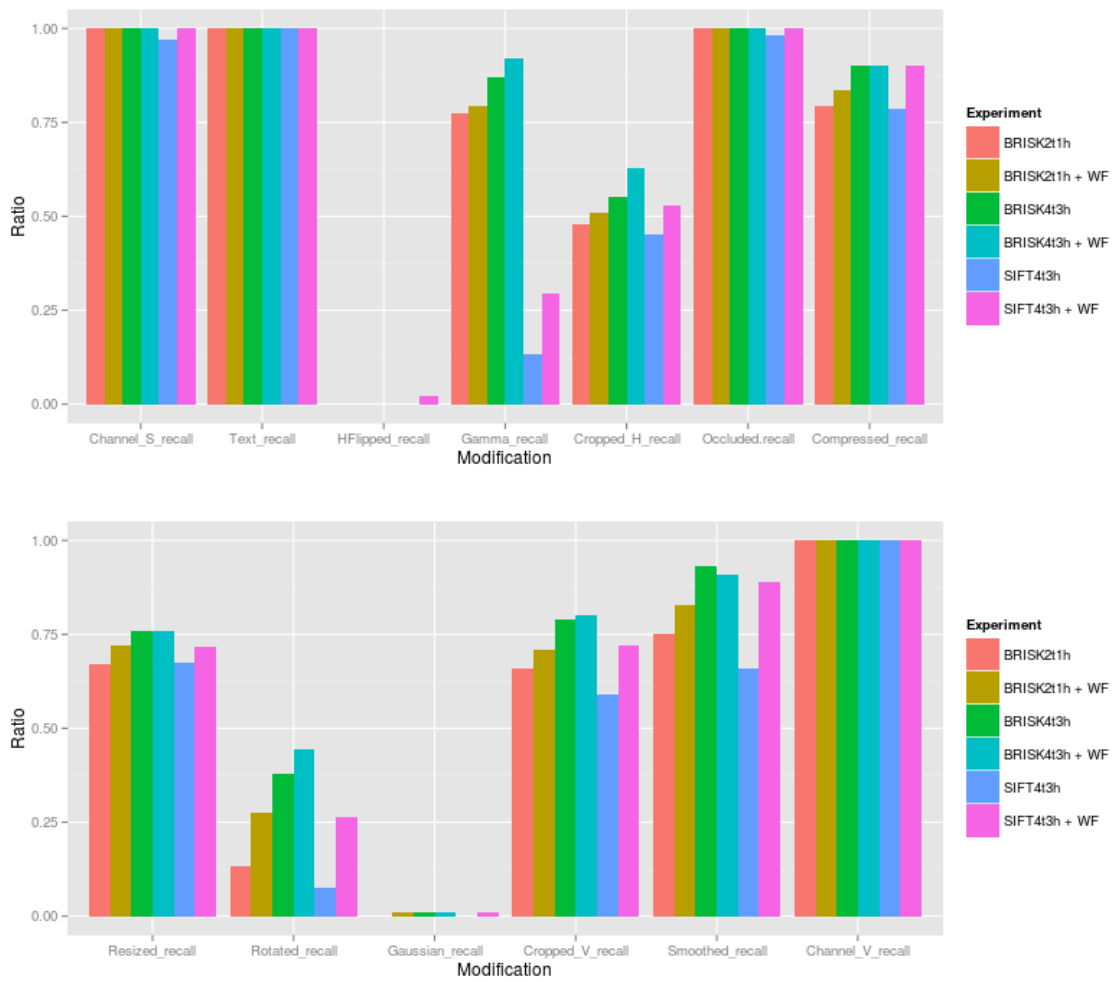 1.00
0.75
0.50
0.25
0.00
Ratio
Channel_S_recall Text_recall HFlipped_recall Gamma_recall Cropped_H_recall Occluded.recall Compressed_recall
Modification
Experiment
BRISK2t1h
BRISK2t1h + WF
BRISK4t3h
BRISK4t3h + WF
SIFT4t3h
SIFT4t3h + WF
1.00
0.75
0.50
0.25
0.00
Ratio
Resized_recall Rotated_recall Gaussian_recall Cropped_V_recall Smoothed_recall Channel_V_recall
Modification
Experiment
BRISK2t1h
BRISK2t1h + WF
BRISK4t3h
BRISK4t3h + WF
SIFT4t3h
SIFT4t3h + WF